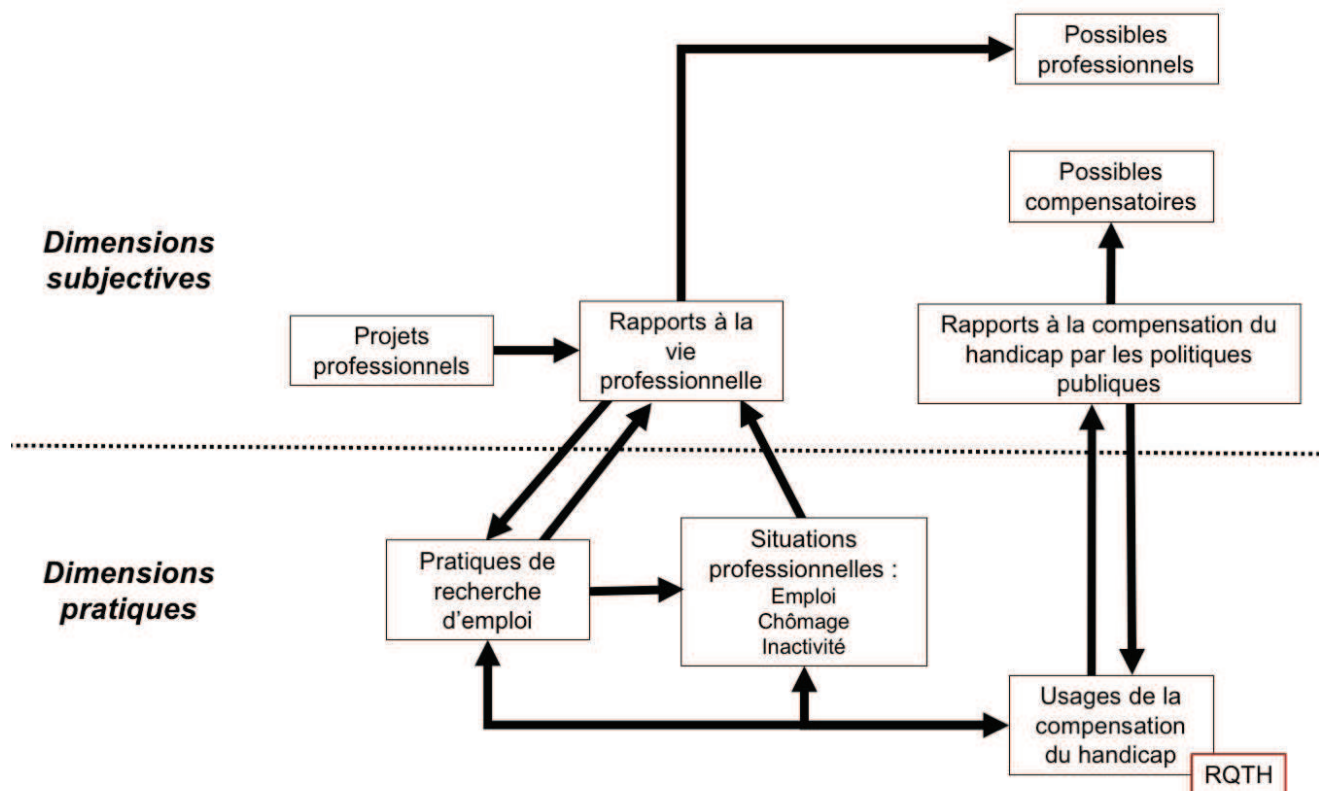 Possibles
professionnels
Possibles
compensatoires
Dimensions
subjectives
Projets
professionnels
Rapports à la
vie
professionnelle
Rapports à la compensation du
handicap par les politiques
publiques
Dimensions
pratiques
Pratiques de
recherche
d'emploi
Situations
professionnelles :
Emploi
Chômage
Inactivité
Usages de la
compensation
du handicap
RQTH